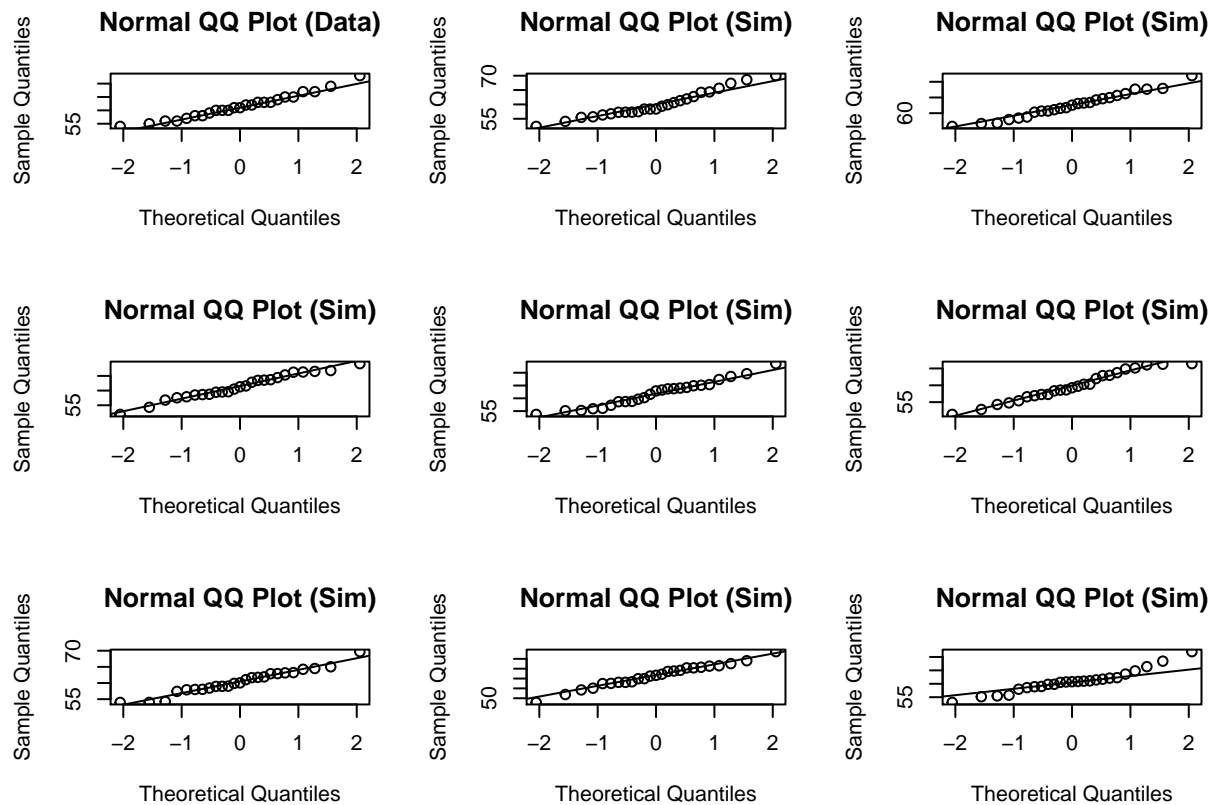 Normal QQ Plot (Data)
Sample Quantiles
55
−2 −1 0 1 2
Theoretical Quantiles
Normal QQ Plot (Sim)
Sample Quantiles
70
55
−2 −1 0 1 2
Theoretical Quantiles
Normal QQ Plot (Sim)
Sample Quantiles
60
−2 −1 0 1 2
Theoretical Quantiles
Normal QQ Plot (Sim)
Sample Quantiles
55
−2 −1 0 1 2
Theoretical Quantiles
Normal QQ Plot (Sim)
Sample Quantiles
55
−2 −1 0 1 2
Theoretical Quantiles
Normal QQ Plot (Sim)
Sample Quantiles
55
−2 −1 0 1 2
Theoretical Quantiles
Normal QQ Plot (Sim)
Sample Quantiles
70
55
−2 −1 0 1 2
Theoretical Quantiles
Normal QQ Plot (Sim)
Sample Quantiles
50
−2 −1 0 1 2
Theoretical Quantiles
Normal QQ Plot (Sim)
Sample Quantiles
55
−2 −1 0 1 2
Theoretical Quantiles